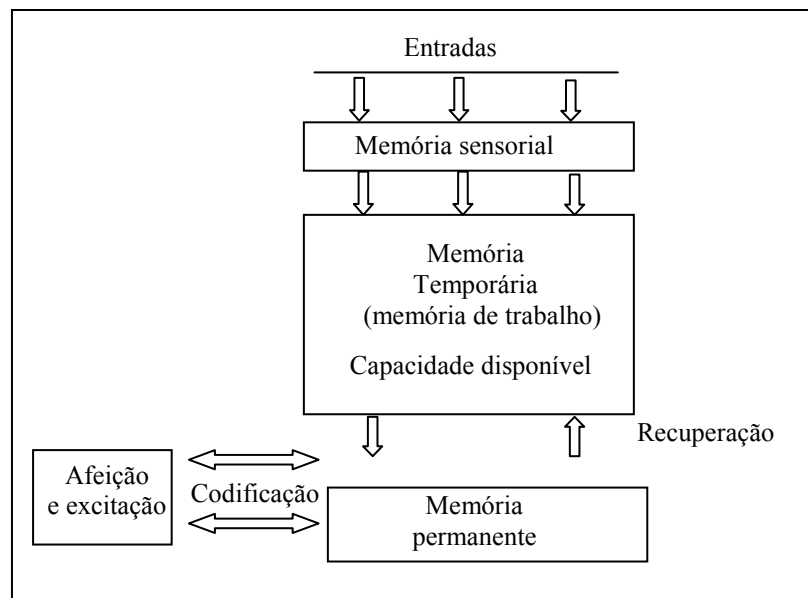 Entradas
Memória sensorial
Memória
Temporária
(memória de trabalho)
Capacidade disponível
Recuperação
Afeição
e excitação
Codificação
Memória
permanente